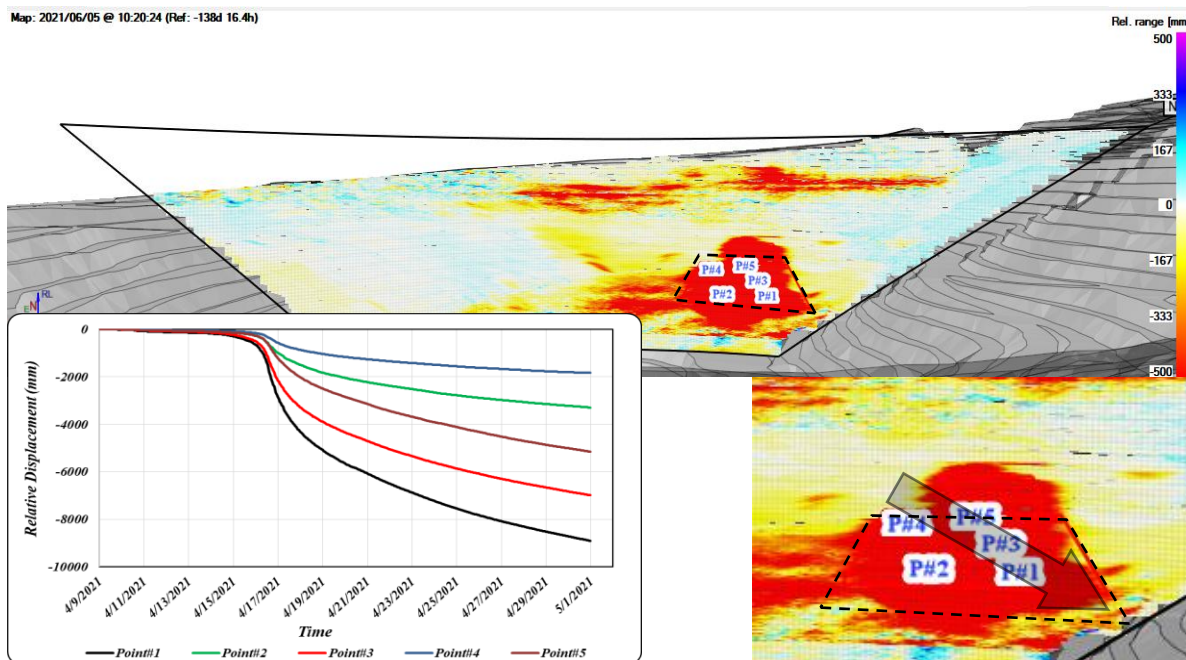 Map: 2021/06/05 @ 10:20:24 (Ref: -138d 16.4h)
Rel. range [mm
500
333
N
167
0
-167
-333
-500
P#4
P#5
P#3
P#2
P#1
RL
N
E
0
-2000
-4000
-6000
-8000
-10000
Relative Displacement (mm)
4/9/2021
4/11/2021
4/13/2021
4/15/2021
4/17/2021
4/19/2021
4/21/2021
4/23/2021
4/25/2021
4/27/2021
4/29/2021
5/1/2021
Time
Point#1
Point#2
Point#3
Point#4
Point#5
P#4
P#5
P#3
P#2
P#1